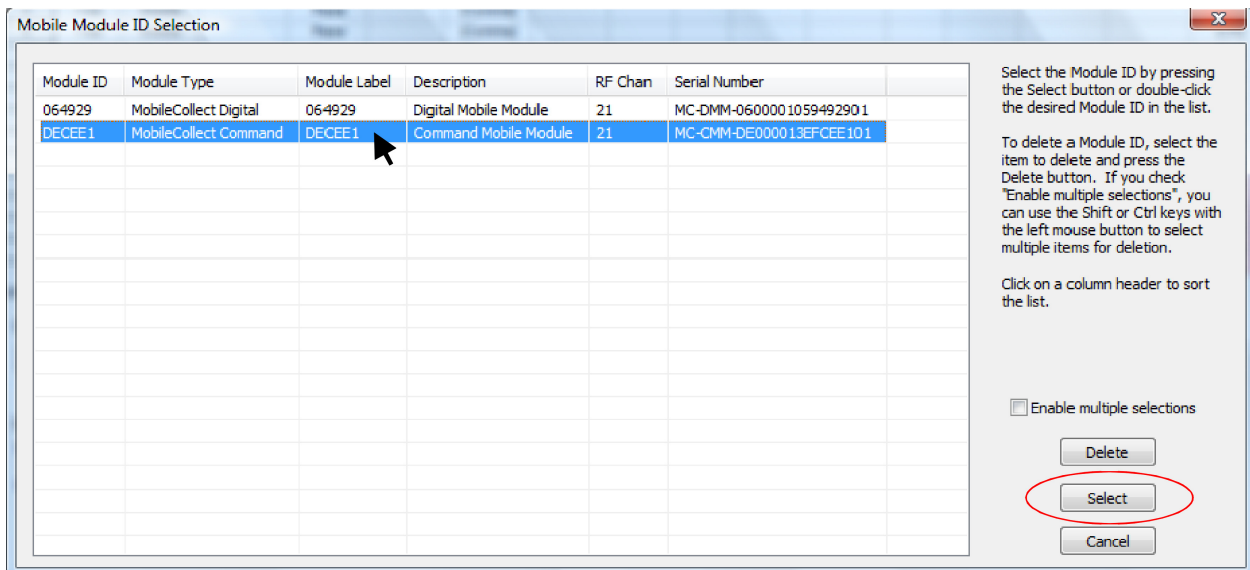 Mobile Module ID Selection
Module ID Module Type Module Label Description RF Chan Serial Number
064929 MobileCollect Digital 064929 Digital Mobile Module 21 MC-DMM-0600001059492901
DECEE1 MobileCollect Command DECEE1 Command Mobile Module 21 MC-CMM-DE000013EFCEE101
Select the Module ID by pressing
the Select button or double-click
the desired Module ID in the list.
To delete a Module ID, select the
item to delete and press the
Delete button. If you check
"Enable multiple selections", you
can use the Shift or Ctrl keys with
the left mouse button to select
multiple items for deletion.
Click on a column header to sort
the list.
Enable multiple selections
Delete
Select
Cancel